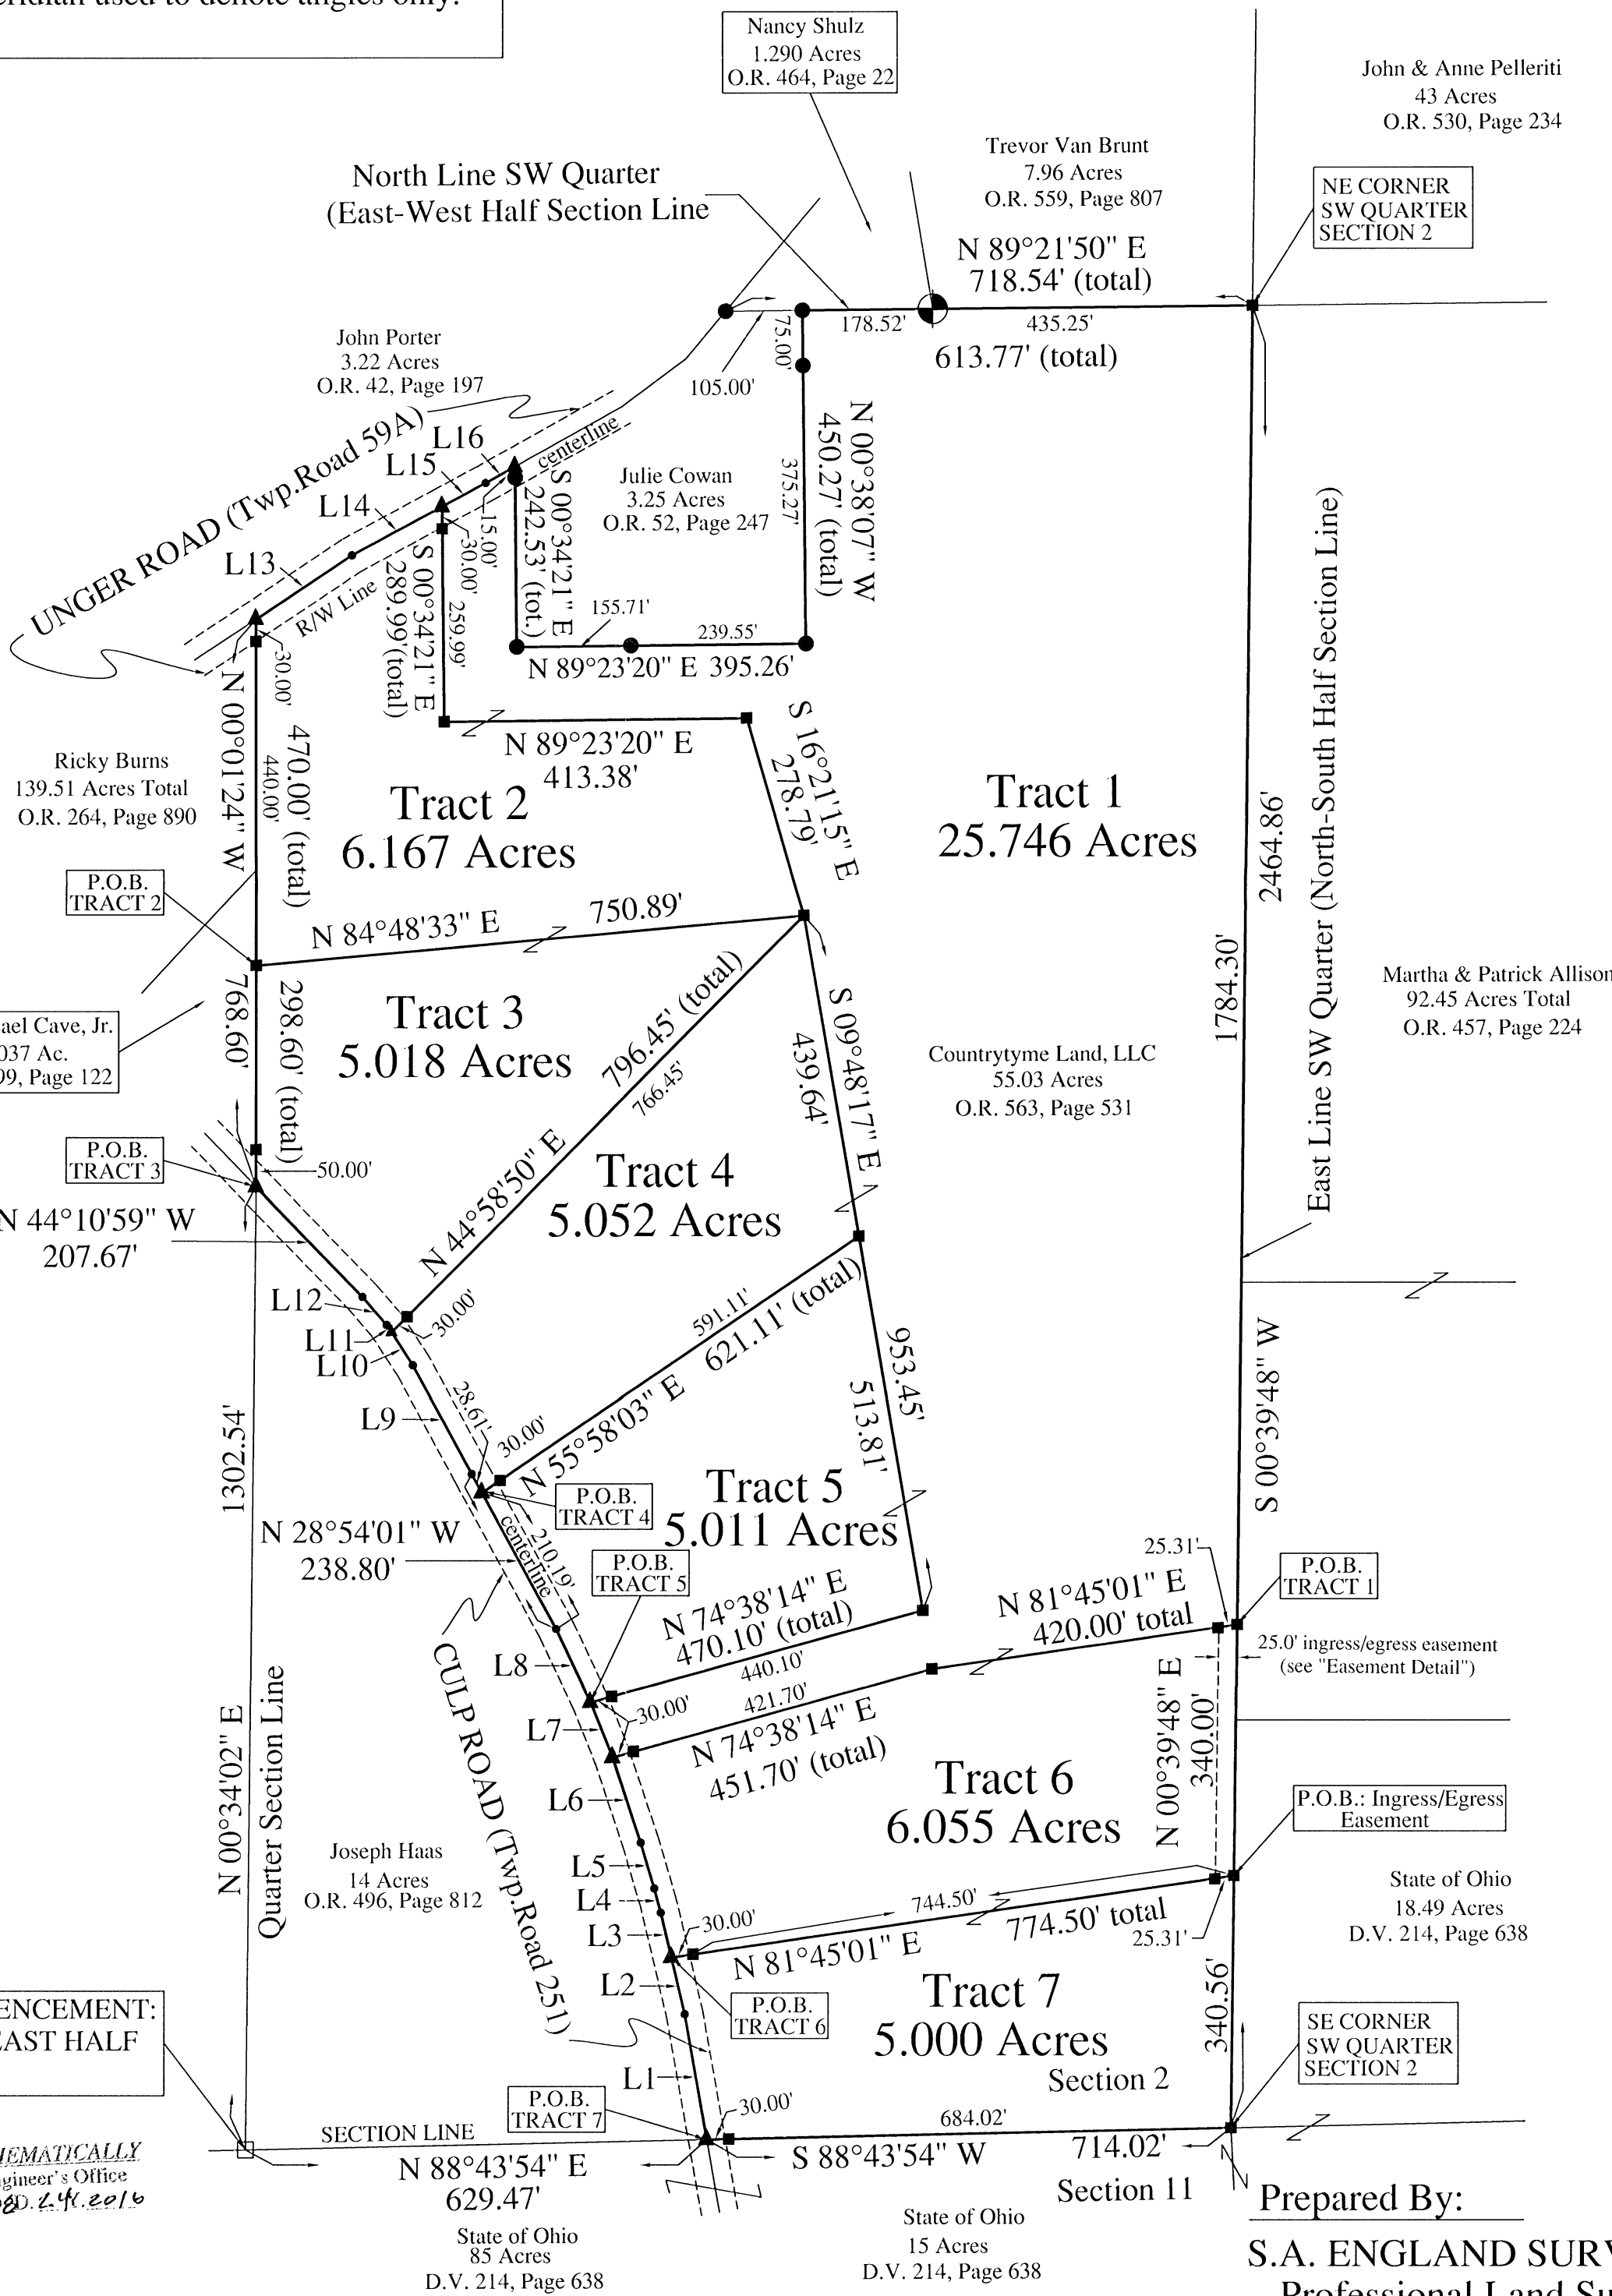 eridian used to denote angles only.
Nancy Shulz
1.290 Acres
O.R. 464, Page 22
John & Anne Pelleriti
43 Acres
O.R. 530, Page 234
Trevor Van Brunt
7.96 Acres
O.R. 559, Page 807
North Line SW Quarter
(East-West Half Section Line
NE CORNER
SW QUARTER
SECTION 2
N 89°21'50" E
718.54' (total)
178.52'
435.25'
613.77' (total)
105.00'
75.00'
375.27'
N 00°38'07" W
450.27' (total)
John Porter
3.22 Acres
O.R. 42, Page 197
UNGER ROAD (Twp.Road 59A)
L16
L15
L14
L13
centerline
R/W Line
Julie Cowan
3.25 Acres
O.R. 52, Page 247
15.00'
S 00°34'21" E
242.53' (tot.)
30.00'
259.99'
S 00°34'21" E
289.99'(total)
155.71'
239.55'
N 89°23'20" E 395.26'
30.00'
N 00°01'24" W
470.00' (total)
440.00'
N 89°23'20" E
413.38'
S 16°21'15" E
278.79'
Ricky Burns
139.51 Acres Total
O.R. 264, Page 890
Tract 2
6.167 Acres
Tract 1
25.746 Acres
2464.86'
East Line SW Quarter (North-South Half Section Line)
P.O.B.
TRACT 2
N 84°48'33" E
750.89'
1784.30'
Martha & Patrick Allison
92.45 Acres Total
O.R. 457, Page 224
ael Cave, Jr.
037 Ac.
99, Page 122
768.60'
298.60' (total)
Tract 3
5.018 Acres
796.45' (total)
766.45'
N 44°58'50" E
S 09°48'17" E
439.64'
Countrytyme Land, LLC
55.03 Acres
O.R. 563, Page 531
P.O.B.
TRACT 3
50.00'
N 44°10'59" W
207.67'
Tract 4
5.052 Acres
L12
L11
L10
30.00'
L9
28.61'
30.00'
591.11'
621.11' (total)
N 55°58'03" E
953.45'
513.81'
S 00°39'48" W
1302.54'
P.O.B.
TRACT 4
Tract 5
5.011 Acres
N 28°54'01" W
238.80'
centerline
210.19'
P.O.B.
TRACT 5
25.31'
P.O.B.
TRACT 1
N 74°38'14" E
470.10' (total)
440.10'
N 81°45'01" E
420.00' total
25.0' ingress/egress easement
(see "Easement Detail")
L8
30.00'
421.70'
N 74°38'14" E
451.70' (total)
L7
CULP ROAD (Twp.Road 251)
N 00°34'02" E
Quarter Section Line
L6
Tract 6
6.055 Acres
N 00°39'48" E
340.00'
P.O.B.: Ingress/Egress
Easement
Joseph Haas
14 Acres
O.R. 496, Page 812
L5
L4
L3
30.00'
744.50'
774.50' total
N 81°45'01" E
25.31'
State of Ohio
18.49 Acres
D.V. 214, Page 638
L2
P.O.B.
TRACT 6
Tract 7
5.000 Acres
340.56'
ENCEMENT:
EAST HALF
SE CORNER
SW QUARTER
SECTION 2
L1
Section 2
P.O.B.
TRACT 7
30.00'
684.02'
SECTION LINE
N 88°43'54" E
629.47'
S 88°43'54" W
714.02'
Section 11
HEMATICALLY
gineer's Office
2016
State of Ohio
85 Acres
D.V. 214, Page 638
State of Ohio
15 Acres
D.V. 214, Page 638
Prepared By:
S.A. ENGLAND SURV
Professional Land Su